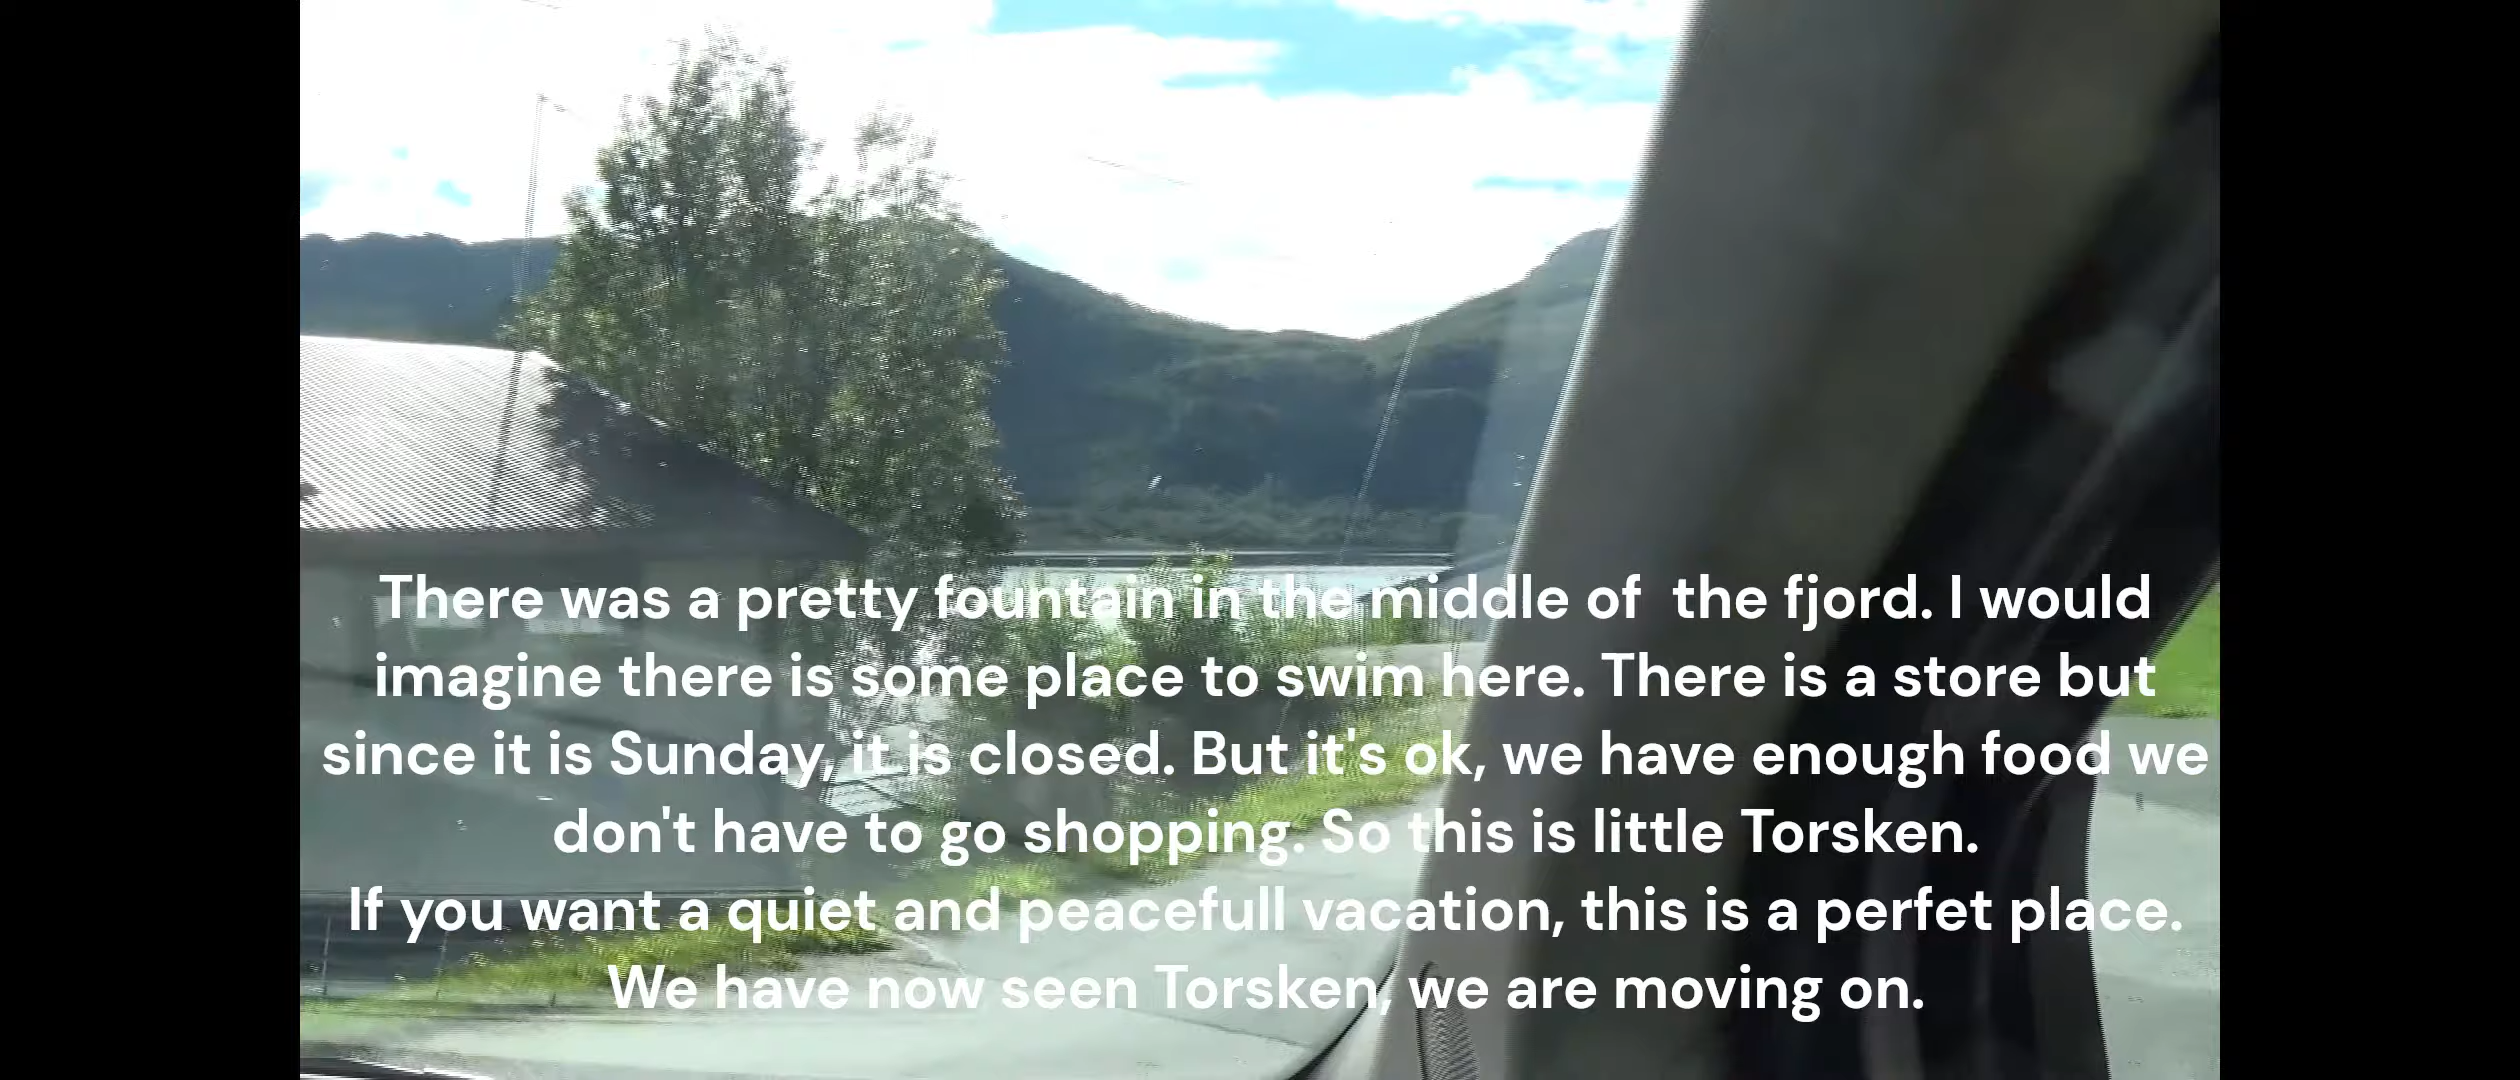 There was a pretty fountain in the middle of  the fjord. I would
imagine there is some place to swim here. There is a store but
since it is Sunday, it is closed. But it's ok, we have enough food we
don't have to go shopping. So this is little Torsken.
If you want a quiet and peacefull vacation, this is a perfet place.
We have now seen Torsken, we are moving on.